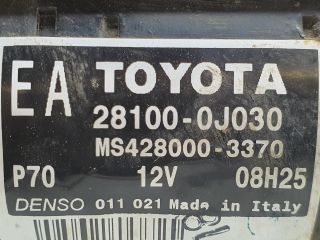 EA TOYOTA
28100-0J030
MS428000-3370
P70 12V 08H25
DENSO 011 021 Made in Italy